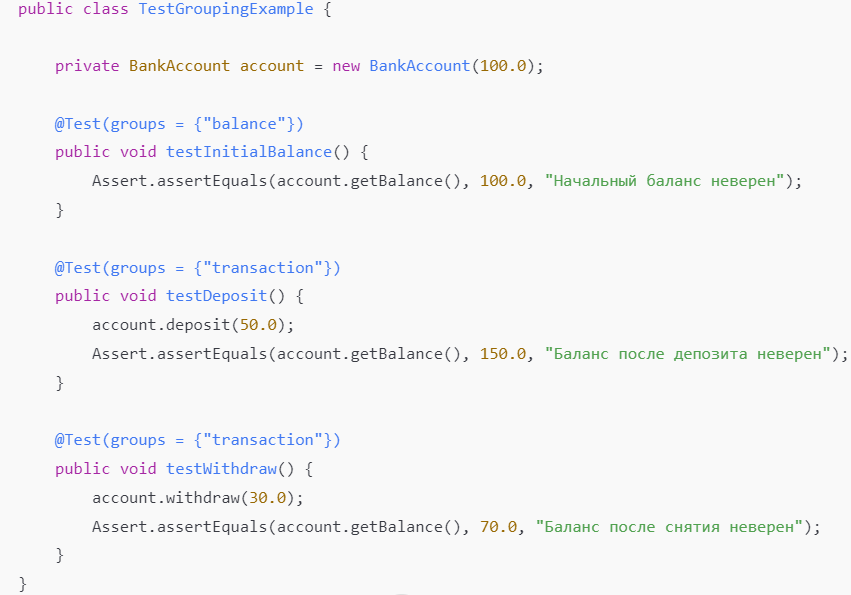 public class TestGroupingExample {
private BankAccount account = new BankAccount(100.0);
@Test(groups = {"balance"})
public void testInitialBalance() {
Assert.assertEquals(account.getBalance(), 100.0, "Начальный баланс неверен");
}
@Test(groups = {"transaction"})
public void testDeposit() {
account.deposit(50.0);
Assert.assertEquals(account.getBalance(), 150.0, "Баланс после депозита неверен");
}
@Test(groups = {"transaction"})
public void testWithdraw() {
account.withdraw(30.0);
Assert.assertEquals(account.getBalance(), 70.0, "Баланс после снятия неверен");
}
}